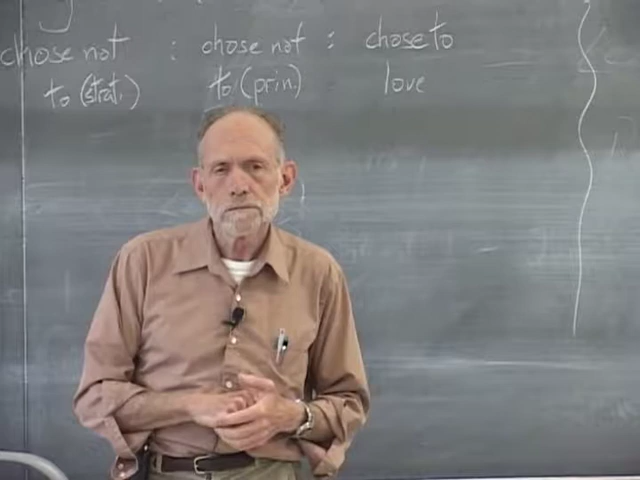 chose not : chose not : chose to
to (strat.) to (prin) love